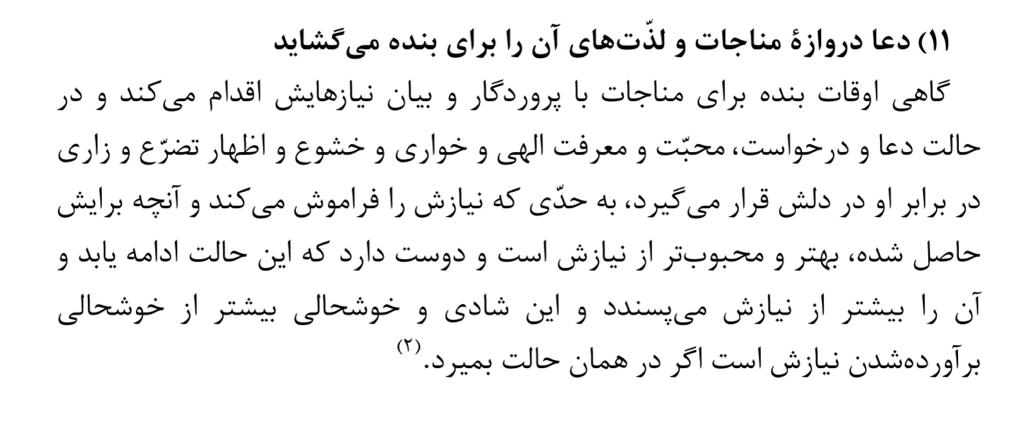 ۱۱) دعا دروازهٔ مناجات و لذّت‌های آن را برای بنده می‌گشاید
گاهی اوقات بنده برای مناجات با پروردگار و بیان نیازهایش اقدام می‌کند و در
حالت دعا و درخواست، محبّت و معرفت الهی و خواری و خشوع و اظهار تضرّع و زاری
در برابر او در دلش قرار می‌گیرد، به حدّی که نیازش را فراموش می‌کند و آنچه برایش
حاصل شده، بهتر و محبوب‌تر از نیازش است و دوست دارد که این حالت ادامه یابد و
آن را بیشتر از نیازش می‌پسندد و این شادی و خوشحالی بیشتر از خوشحالی
برآورده‌شدن نیازش است اگر در همان حالت بمیرد.(۲)